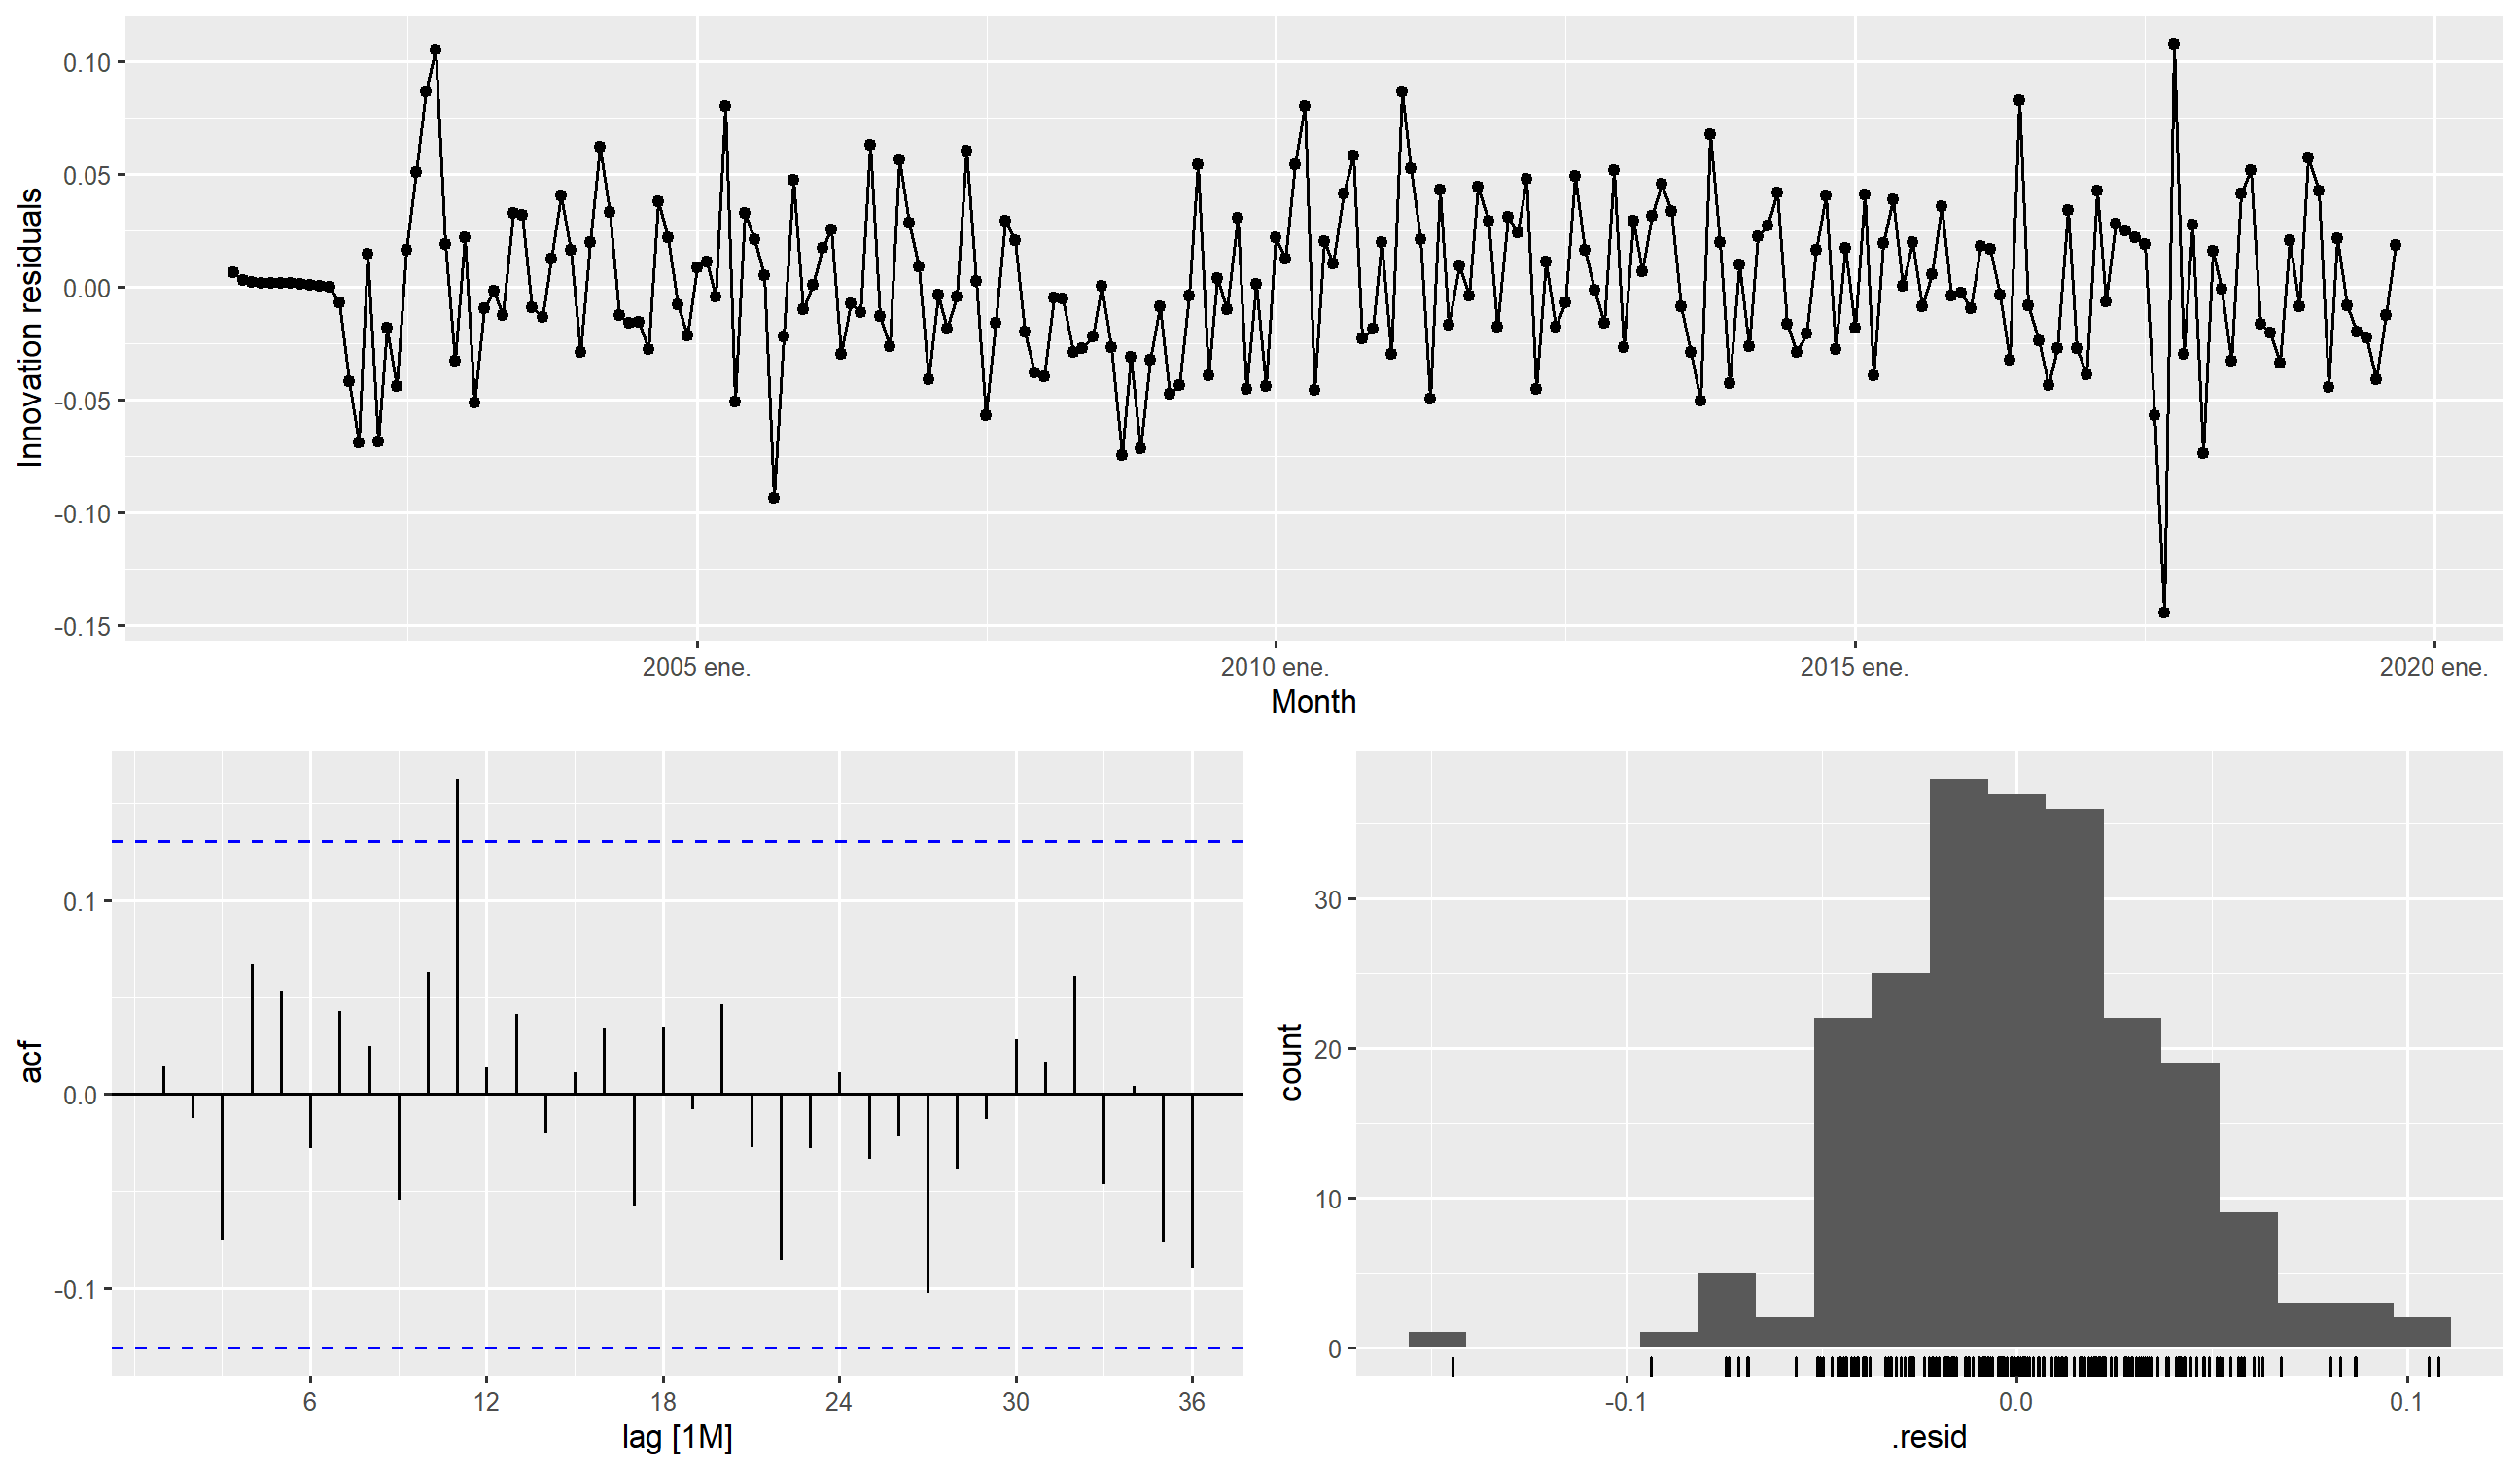 0.10
0.05
0.00
-0.05
-0.10
-0.15
Innovation residuals
2005 ene.
2010 ene.
2015 ene.
2020 ene.
Month
0.1
0.0
-0.1
acf
6
12
18
24
30
36
lag [1M]
30
20
10
0
count
-0.1
0.0
0.1
.resid